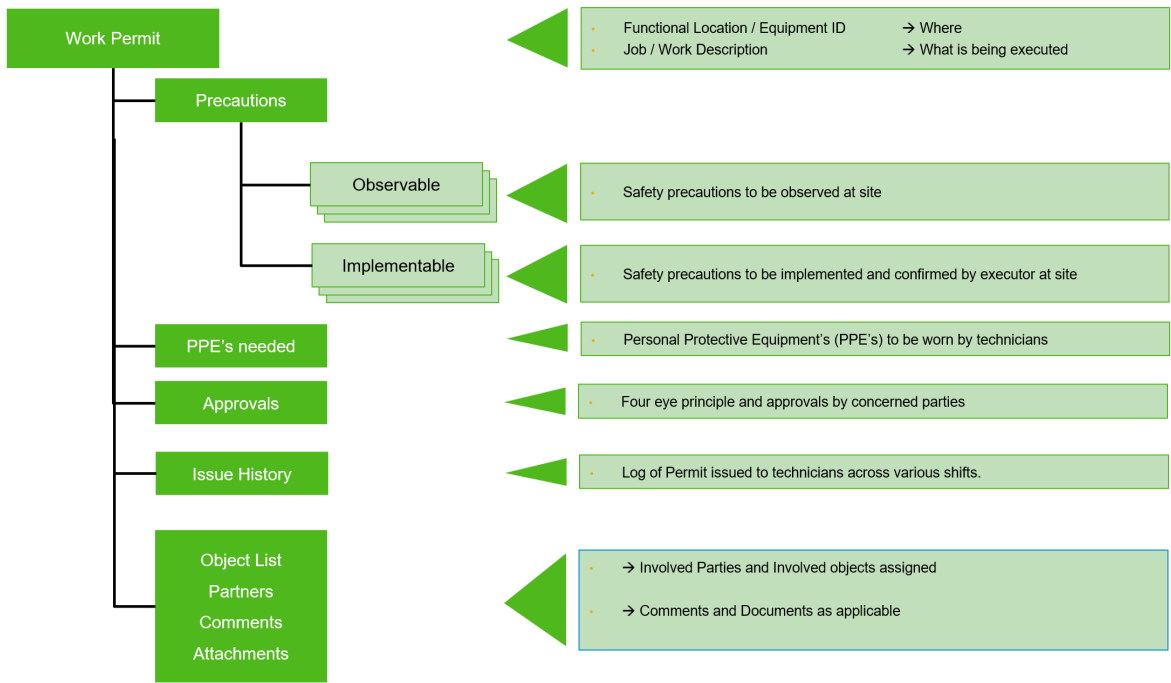 Work Permit
Functional Location / Equipment ID → Where
Job / Work Description → What is being executed
Precautions
Observable
Safety precautions to be observed at site
Implementable
Safety precautions to be implemented and confirmed by executor at site
PPE's needed
Personal Protective Equipment's (PPE's) to be worn by technicians
Approvals
Four eye principle and approvals by concerned parties
Issue History
Log of Permit issued to technicians across various shifts.
Object List
Partners
Comments
Attachments
→ Involved Parties and Involved objects assigned
→ Comments and Documents as applicable